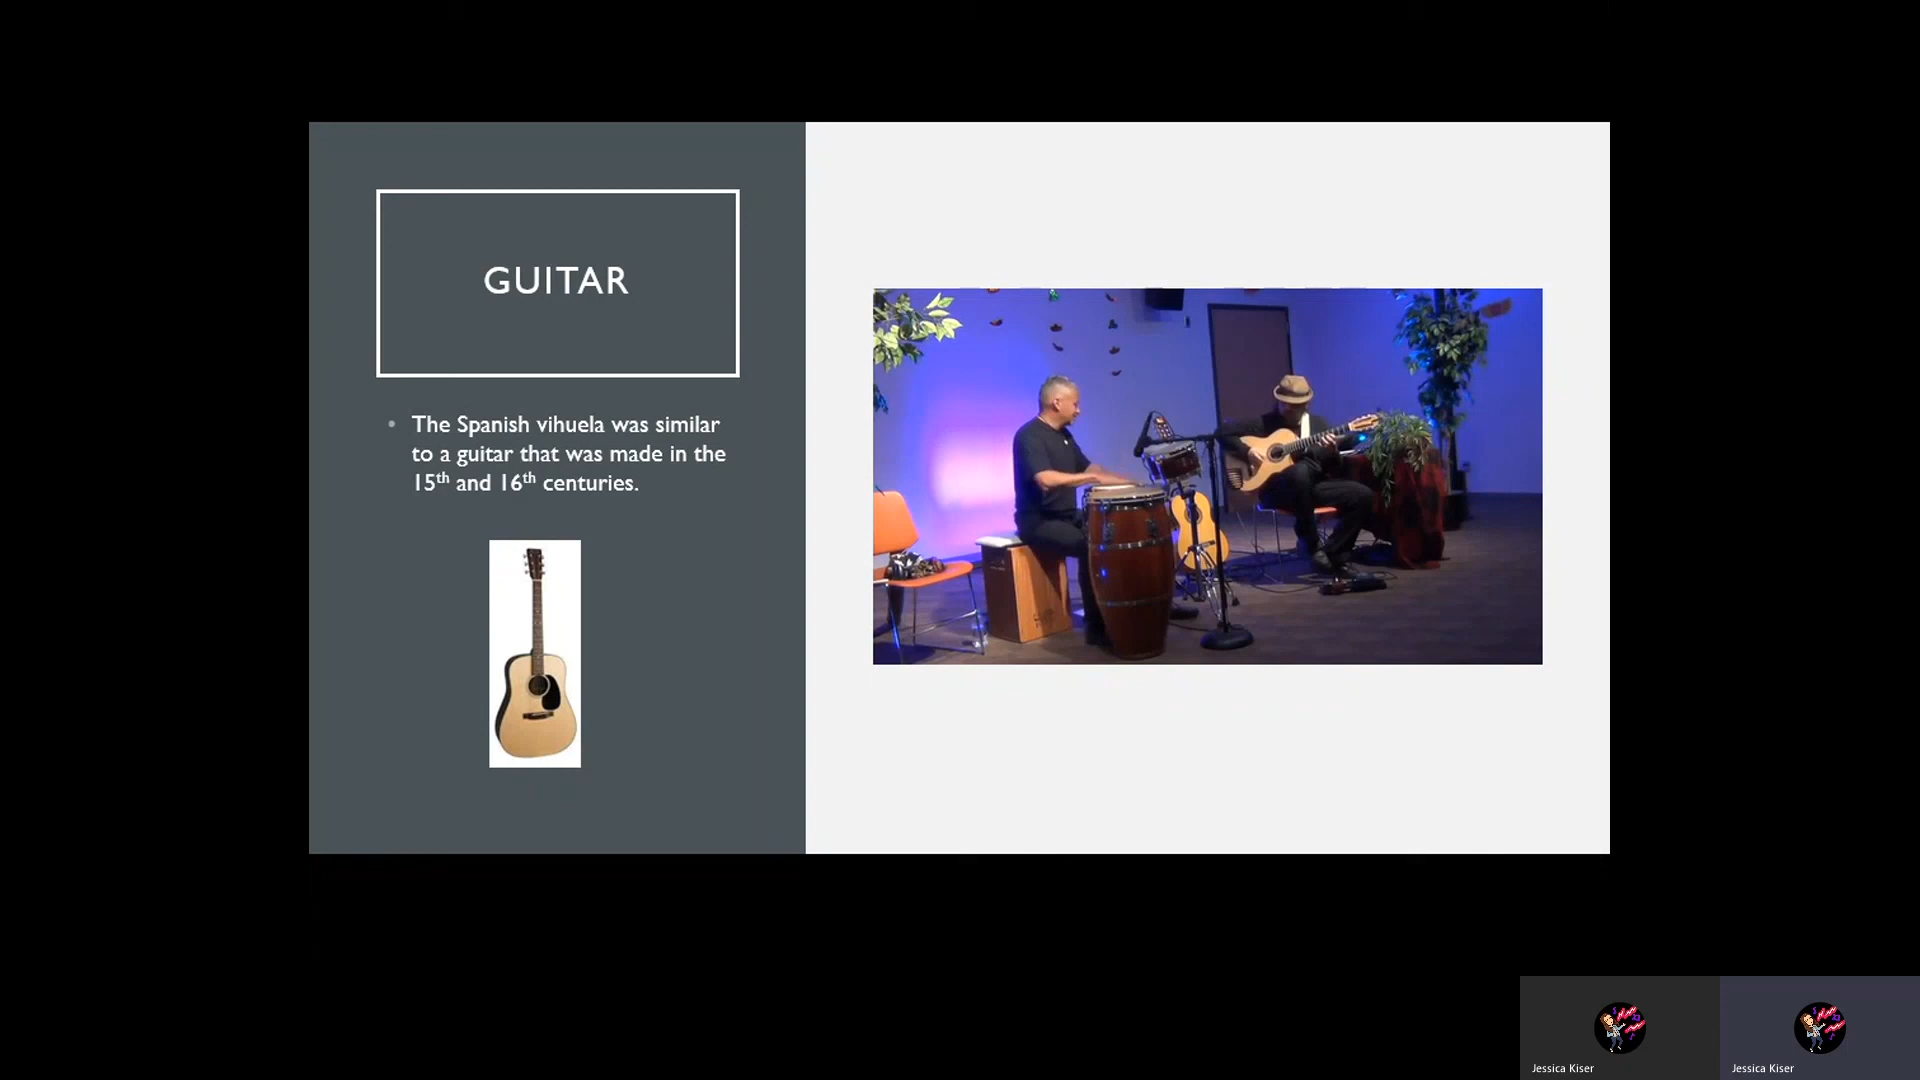 GUITAR
• The Spanish vihuela was similar
to a guitar that was made in the
15th and 16th centuries.
Jessica Kiser
Jessica Kiser